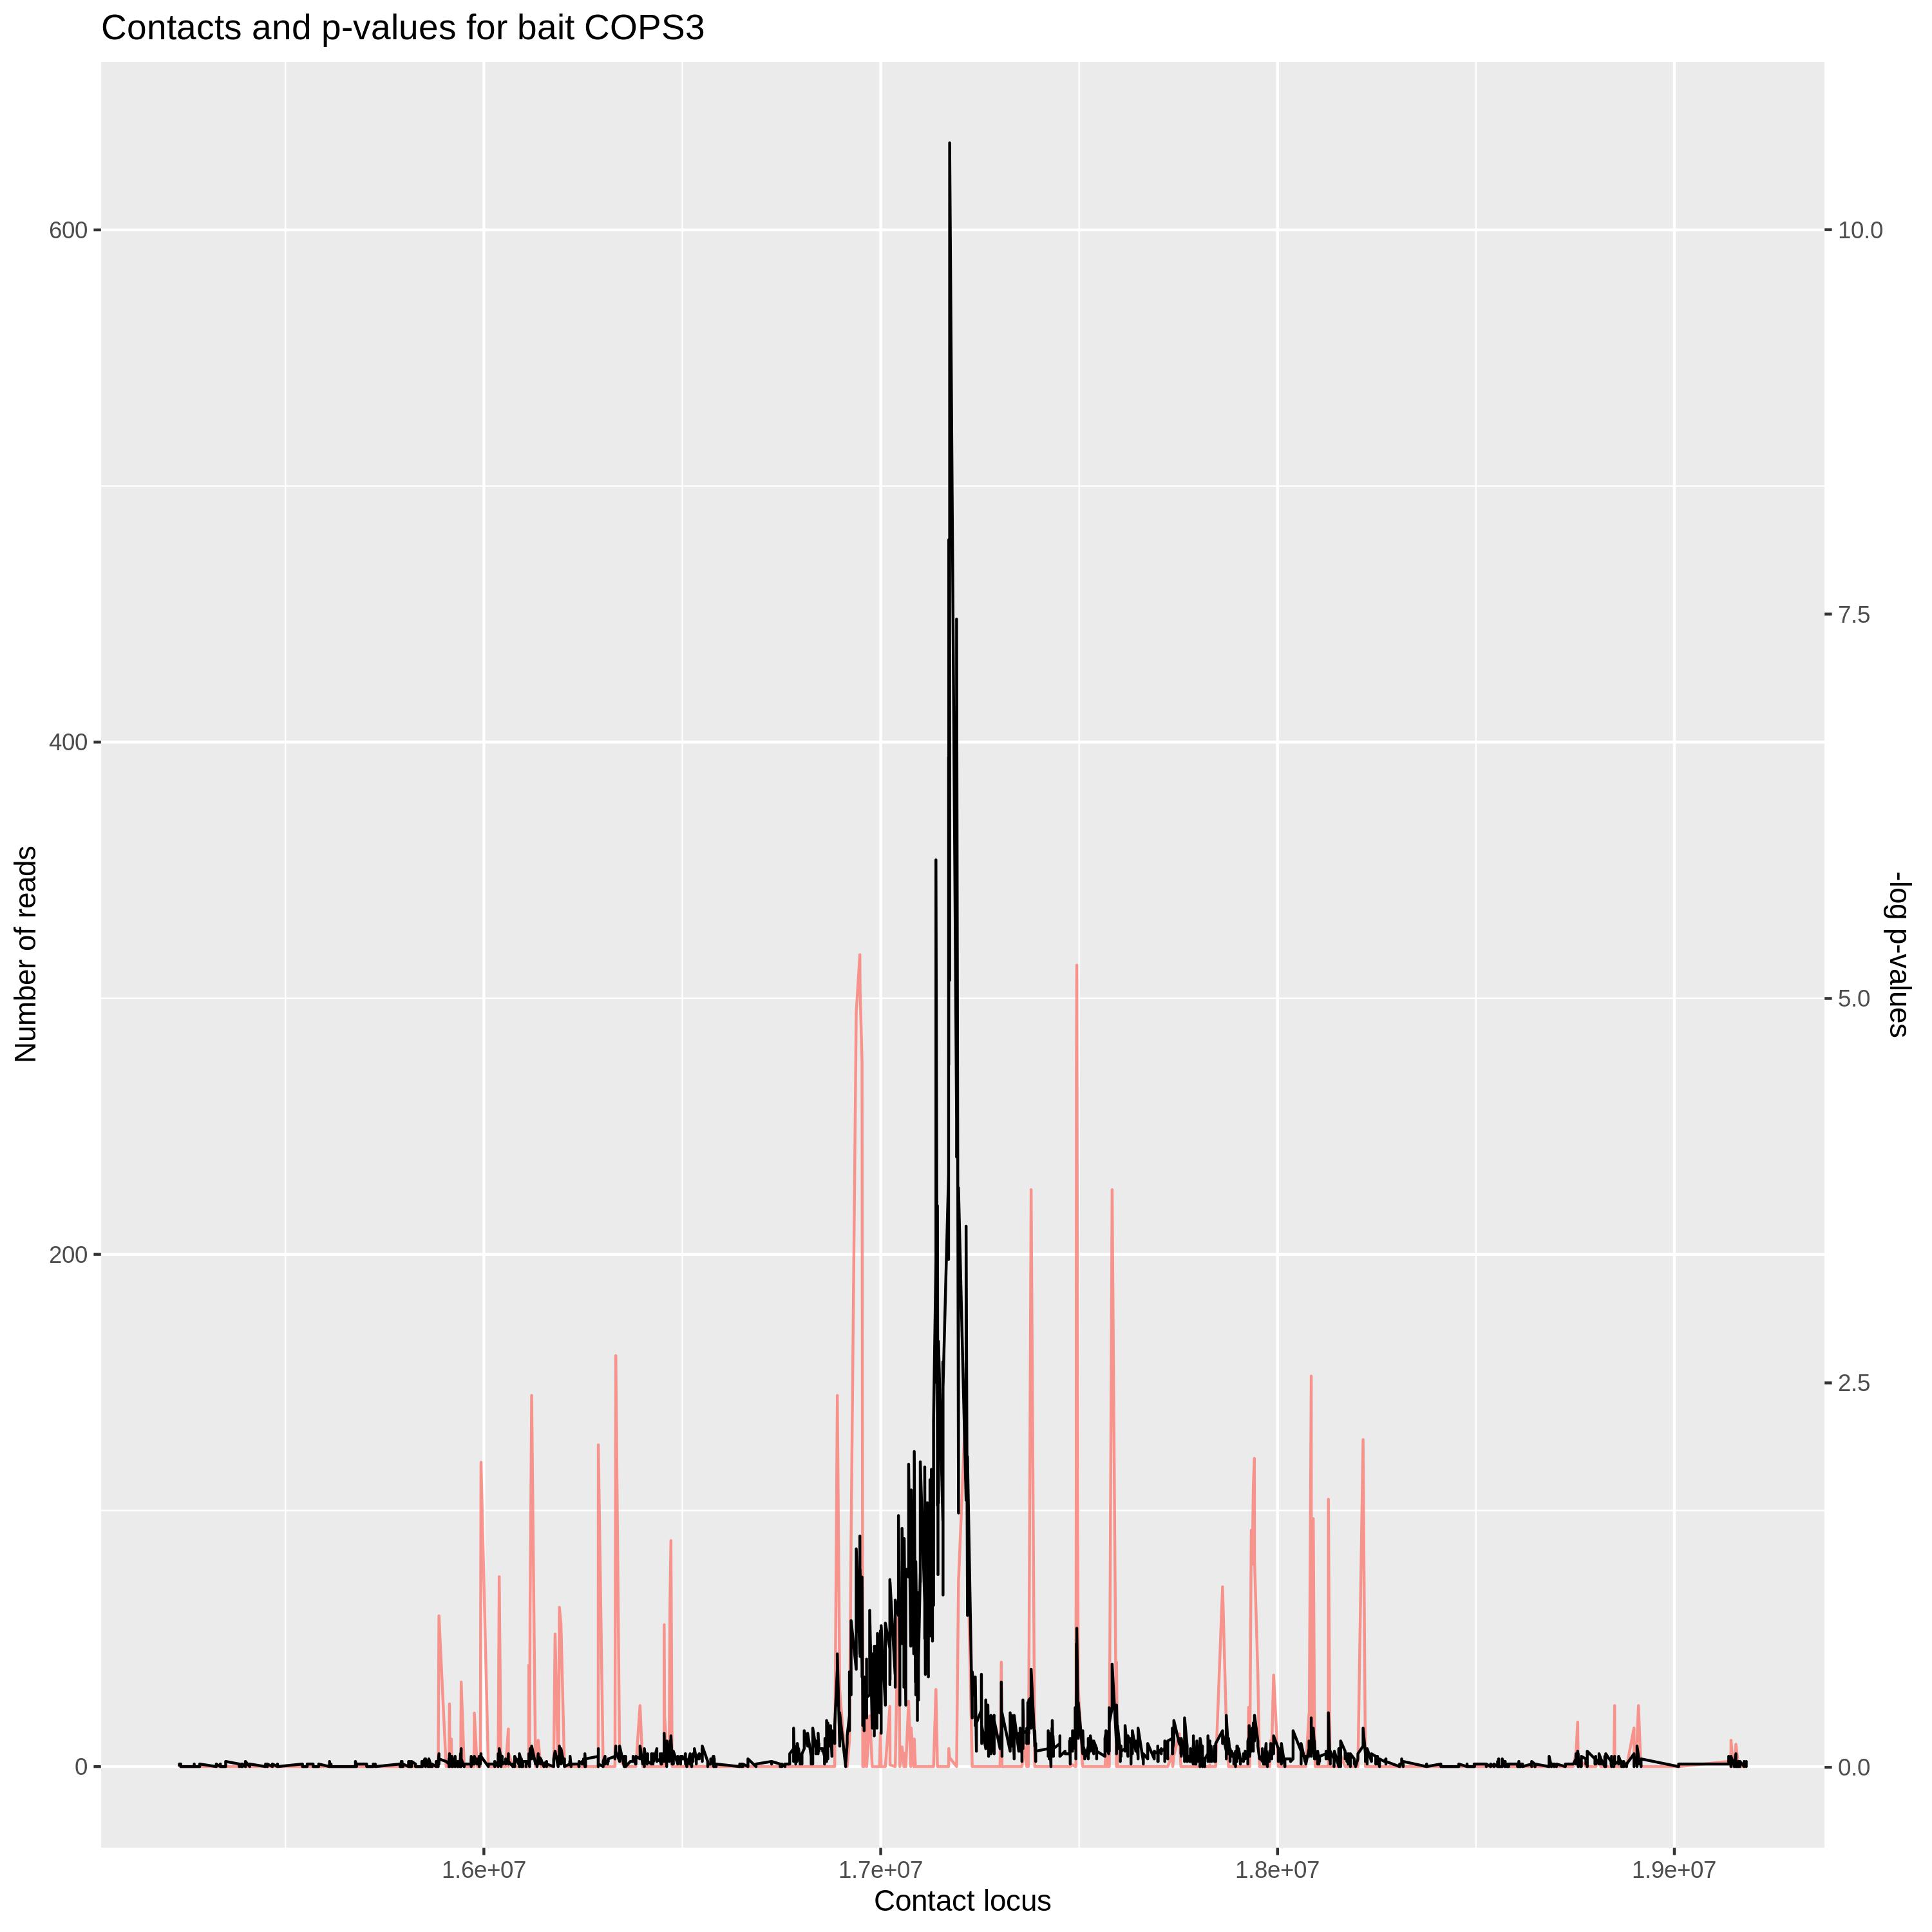 Contacts and p-values for bait COPS3
600
400
200
0
10.0
7.5
5.0
2.5
0.0
Number of reads
-log p-values
1.6e+07
1.7e+07
1.8e+07
1.9e+07
Contact locus